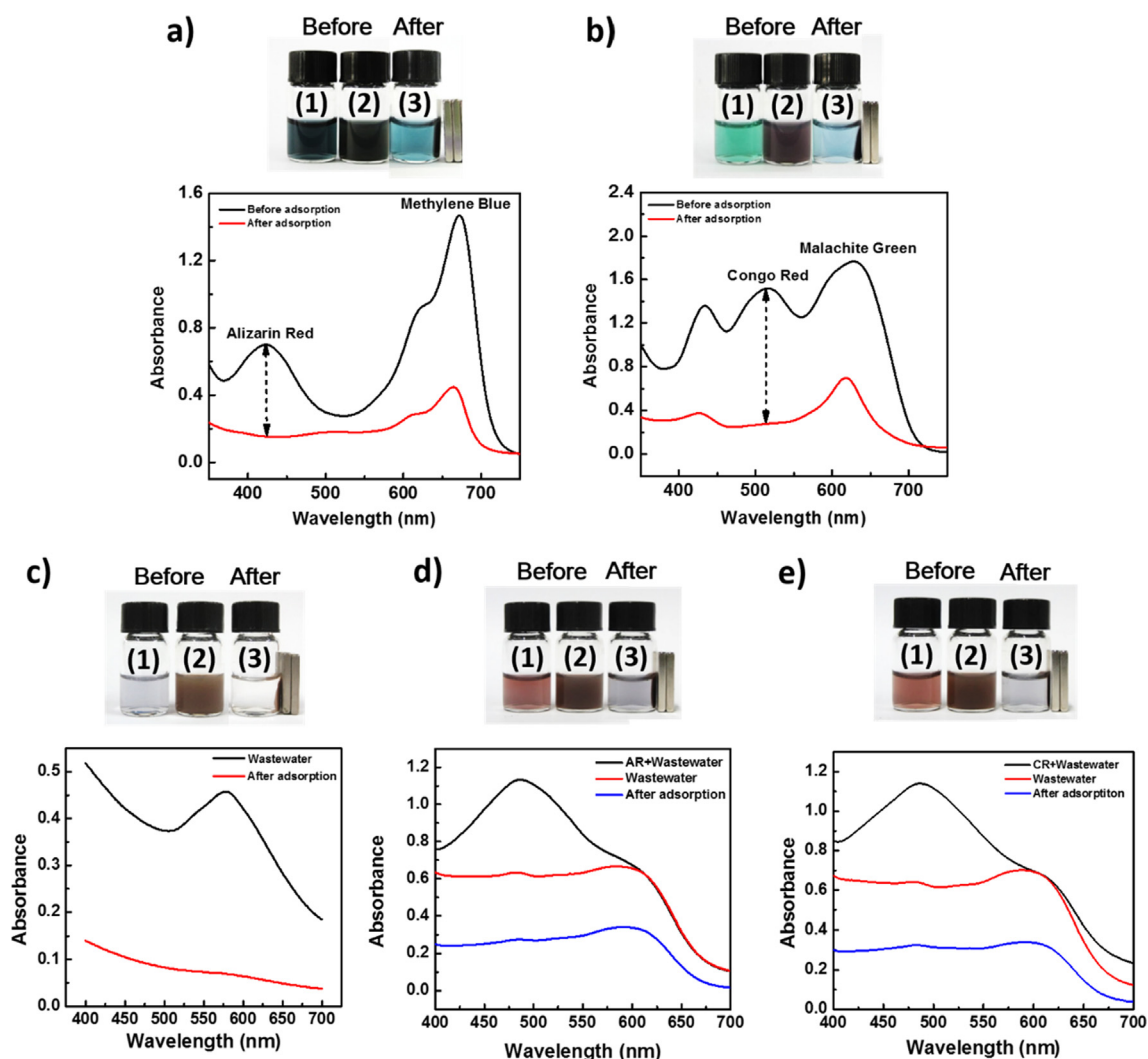 a)
Before After
(1) (2) (3)
1.6
1.2
0.8
0.4
0.0
Absorbance
Before adsorption
After adsorption
Methylene Blue
Alizarin Red
400 500 600 700
Wavelength (nm)
b)
Before After
(1) (2) (3)
2.4
1.8
1.2
0.6
0.0
Absorbance
Before adsorption
After adsorption
Malachite Green
Congo Red
400 500 600 700
Wavelength (nm)
c)
Before After
(1) (2) (3)
0.5
0.4
0.3
0.2
0.1
0.0
Absorbance
Wastewater
After adsorption
400 450 500 550 600 650 700
Wavelength (nm)
d)
Before After
(1) (2) (3)
1.2
1.0
0.8
0.6
0.4
0.2
0.0
Absorbance
AR+Wastewater
Wastewater
After adsorption
400 450 500 550 600 650 700
Wavelength (nm)
e)
Before After
(1) (2) (3)
1.2
1.0
0.8
0.6
0.4
0.2
0.0
Absorbance
CR+Wastewater
Wastewater
After adsorptiton
400 450 500 550 600 650 700
Wavelength (nm)